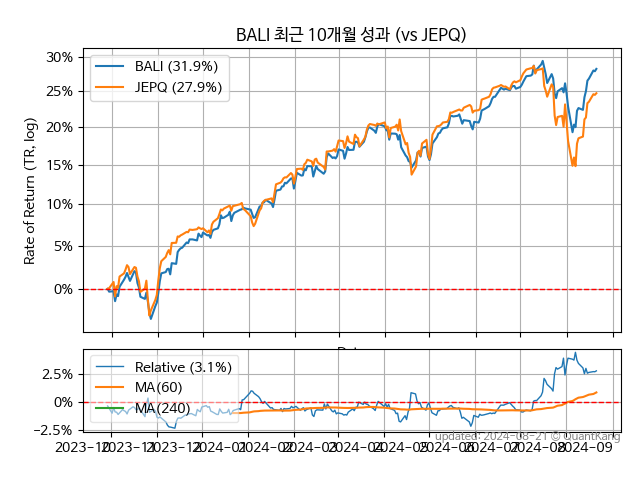 BALI 최근 10개월 성과 (vs JEPQ)
BALI (31.9%)
JEPQ (27.9%)
30%
25%
20%
15%
10%
5%
0%
Rate of Return (TR, log)
Relative (3.1%)
MA(60)
MA(240)
2.5%
0%
−2.5%
2023−10 2023−11 2023−12 2024−01 2024−02 2024−03 2024−04 2024−05 2024−06 2024−07 2024−08 2024−09
updated: 2024−08−21 © QuantKang